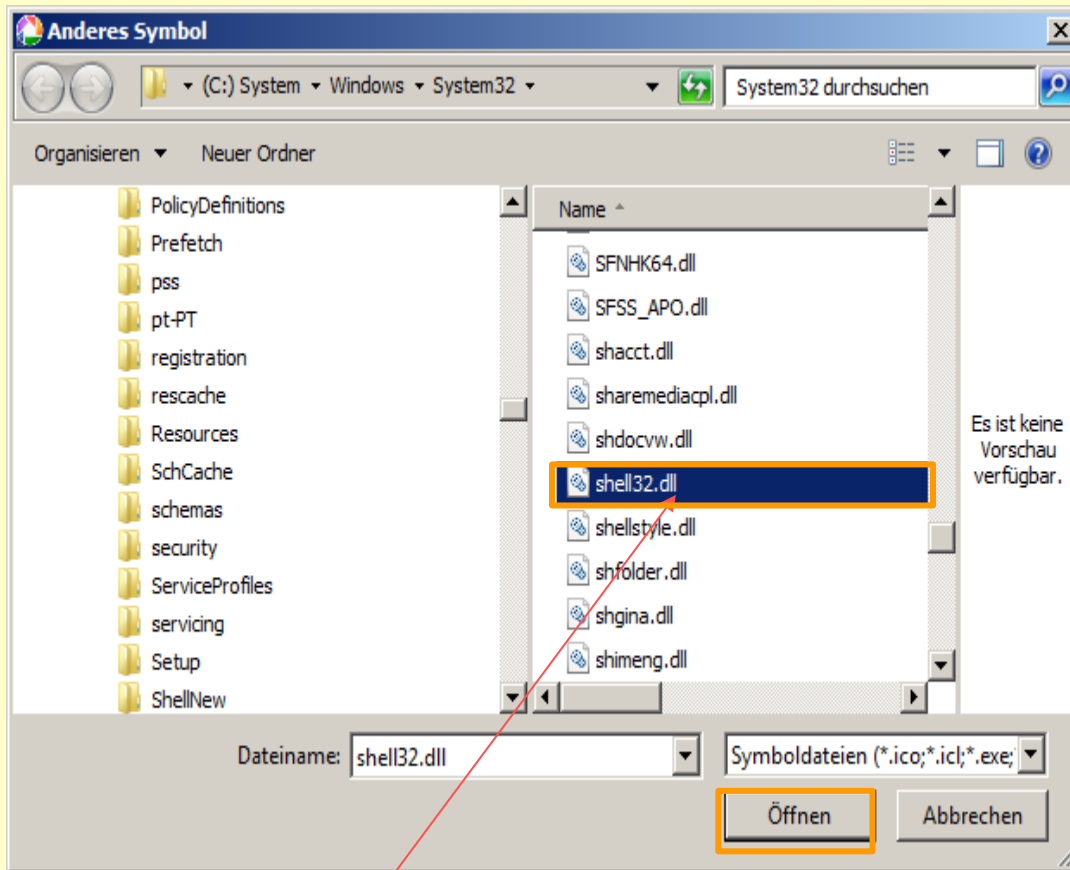 Anderes Symbol
(C:) System Windows System32
System32 durchsuchen
Organisieren
Neuer Ordner
PolicyDefinitions
Prefetch
pss
pt-PT
registration
rescache
Resources
SchCache
schemas
security
ServiceProfiles
servicing
Setup
ShellNew
Name
SFNHK64.dll
SFSS_APO.dll
shacct.dll
sharemediacpl.dll
shdocvw.dll
shell32.dll
shellstyle.dll
shfolder.dll
shgina.dll
shimeng.dll
Es ist keine
Vorschau
verfügbar.
Dateiname:
shell32.dll
Symboldateien (*.ico;*.icl;*.exe;
Öffnen
Abbrechen